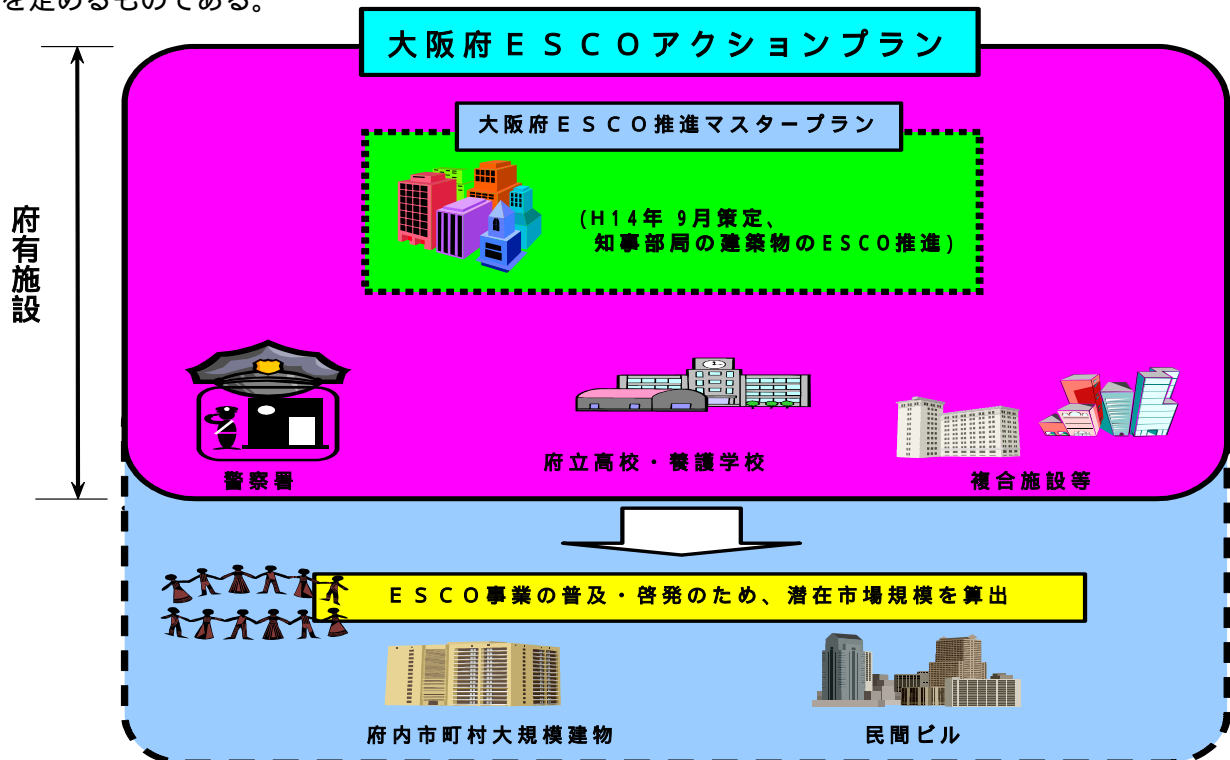 を定めるものである。
大阪府ESCOアクションプラン
大阪府ESCO推進マスタープラン
(H14年 9月策定、
知事部局の建築物のESCO推進)
府有施設
警察署
府立高校・養護学校
複合施設等
ESCO事業の普及・啓発のため、潜在市場規模を算出
府内市町村大規模建物
民間ビル